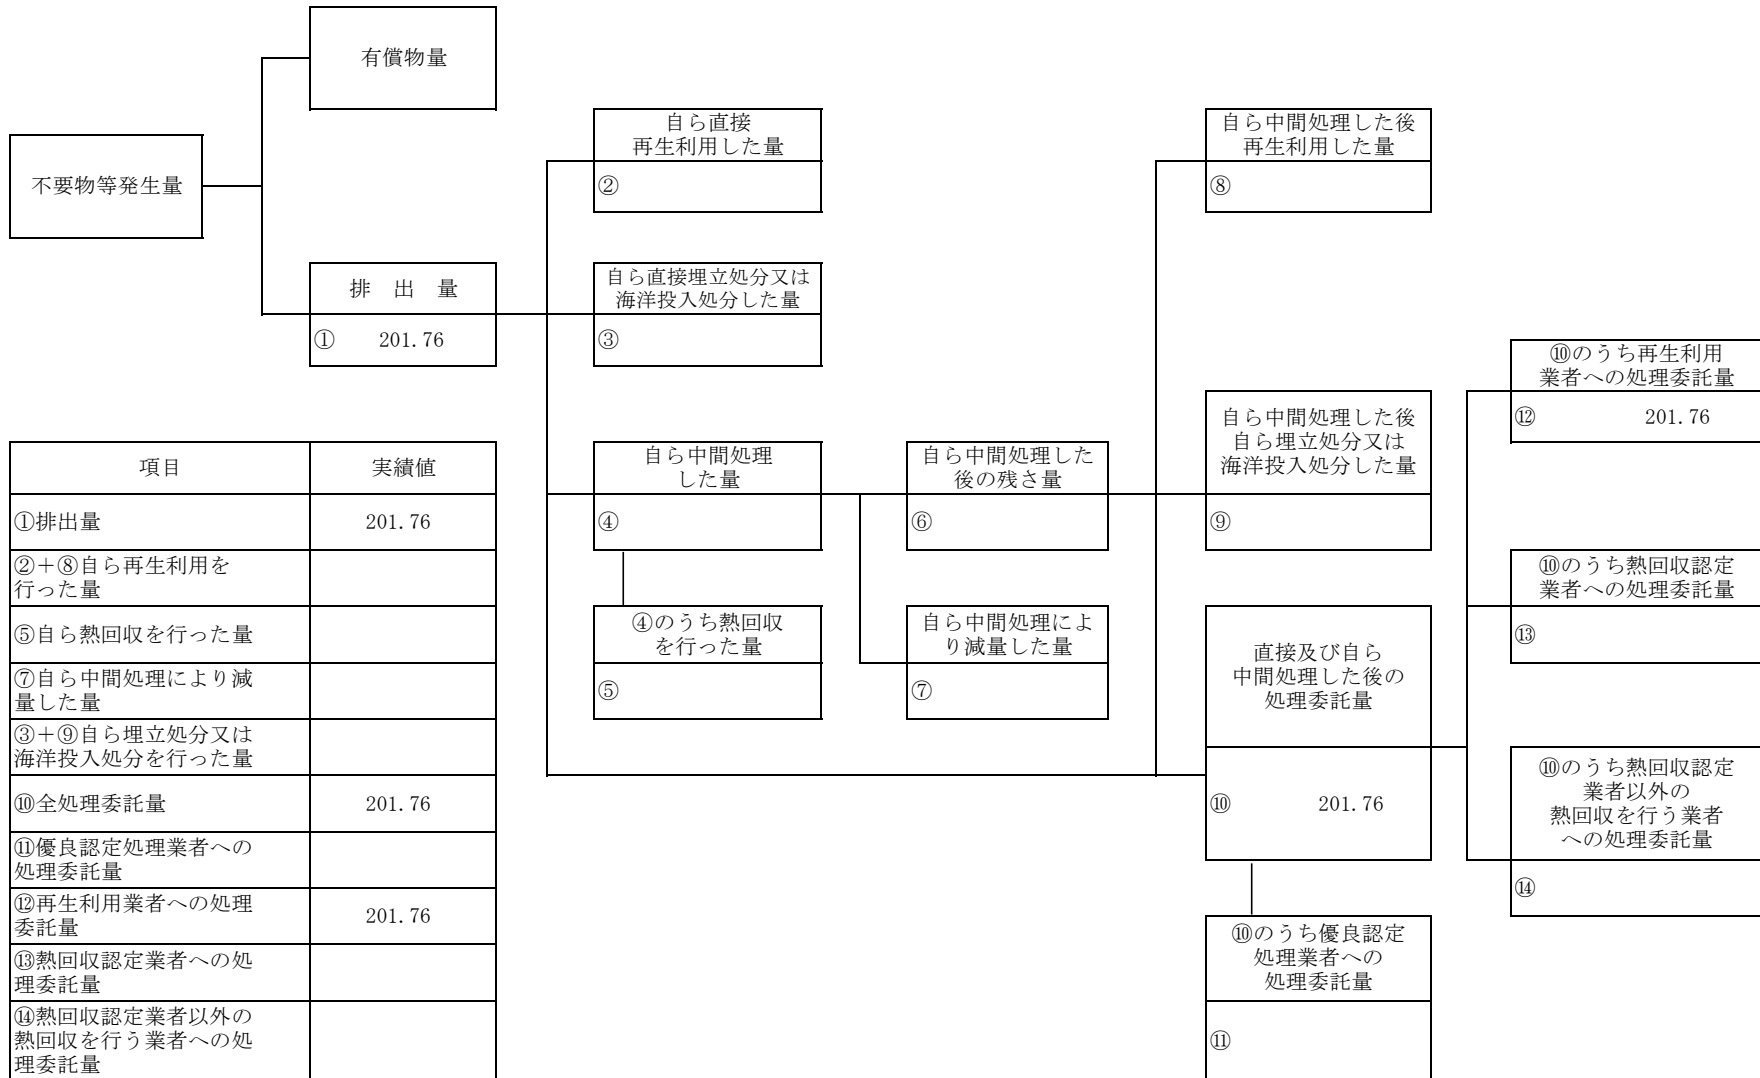 有償物量
不要物等発生量
排　出　量
①　201.76
自ら直接
再生利用した量
②
自ら直接埋立処分又は
海洋投入処分した量
③
自ら中間処理
した量
④
④のうち熱回収
を行った量
⑤
自ら中間処理した
後の残さ量
⑥
自ら中間処理によ
り減量した量
⑦
自ら中間処理した後
再生利用した量
⑧
自ら中間処理した後
自ら埋立処分又は
海洋投入処分した量
⑨
直接及び自ら
中間処理した後の
処理委託量
⑩　201.76
⑩のうち優良認定
処理業者への
処理委託量
⑪
⑩のうち再生利用
業者への処理委託量
⑫　201.76
⑩のうち熱回収認定
業者への処理委託量
⑬
⑩のうち熱回収認定
業者以外の
熱回収を行う業者
への処理委託量
⑭
項目　実績値
①排出量　201.76
②＋⑧自ら再生利用を
行った量
⑤自ら熱回収を行った量
⑦自ら中間処理により減
量した量
③＋⑨自ら埋立処分又は
海洋投入処分を行った量
⑩全処理委託量　201.76
⑪優良認定処理業者への
処理委託量
⑫再生利用業者への処理
委託量　201.76
⑬熱回収認定業者への処
理委託量
⑭熱回収認定業者以外の
熱回収を行う業者への処
理委託量